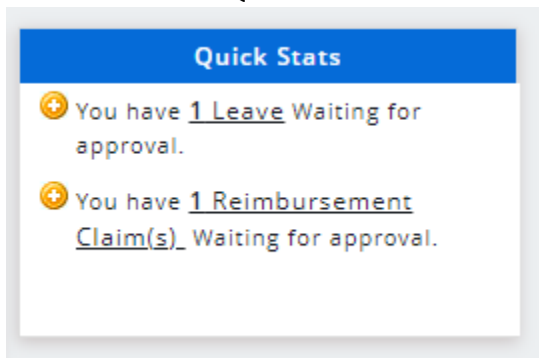 Quick Stats
You have 1 Leave Waiting for
approval.
You have 1 Reimbursement
Claim(s) Waiting for approval.